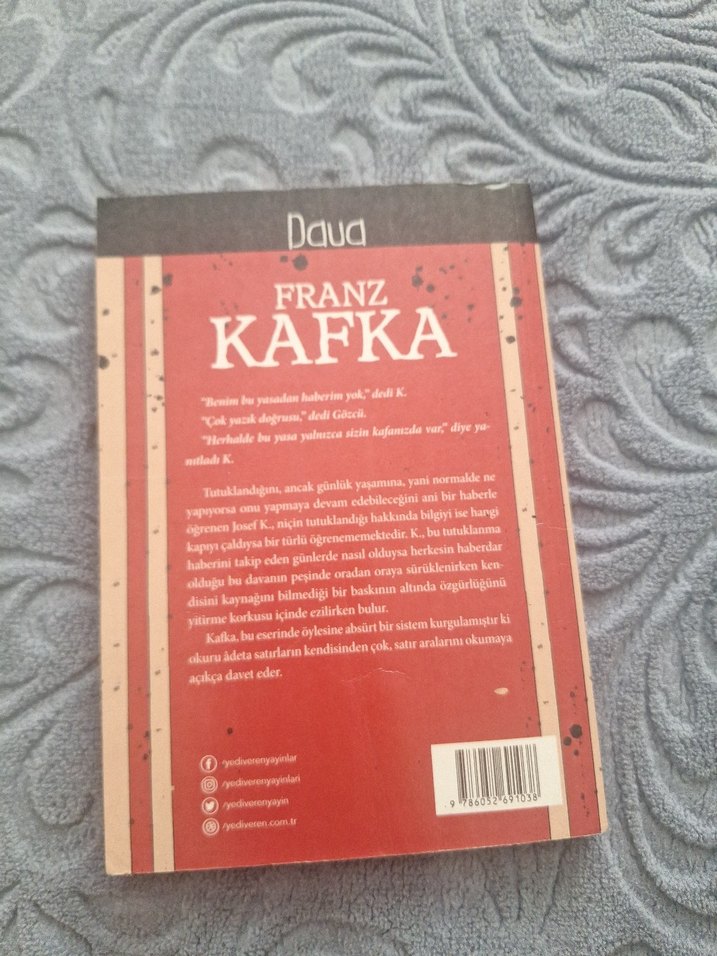 Dava
FRANZ
KAFKA
"Benim bu yasadan haberim yok," dedi K.
"Çok yazık doğrusu," dedi Gözcü.
"Herhalde bu yasa yalnızca sizin kafanızda var," diye ya-
nıtladı K.
Tutuklandığını, ancak günlük yaşamına, yani normalde ne
yapıyorsa onu yapmaya devam edebileceğini ani bir haberle
öğrenen Josef K., niçin tutuklandığı hakkında bilgiyi ise hangi
kapıyı çaldıysa bir türlü öğrenememektedir. K., bu tutuklanma
haberini takip eden günlerde nasıl olduysa herkesin haberdar
olduğu bu davanın peşinde oradan oraya sürüklenirken ken-
disini kaynağını bilmediği bir baskının altında özgürlüğünü
yitirme korkusu içinde ezilirken bulur.
Kafka, bu eserinde öylesine absürt bir sistem kurgulamıştır ki
okuru âdeta satırların kendisinden çok, satır aralarını okumaya
açıkça davet eder.
/yediverenyayinlar
/yediverenyayinlari
/yediverenyayin
/yediveren.com.tr
9 786052 691038